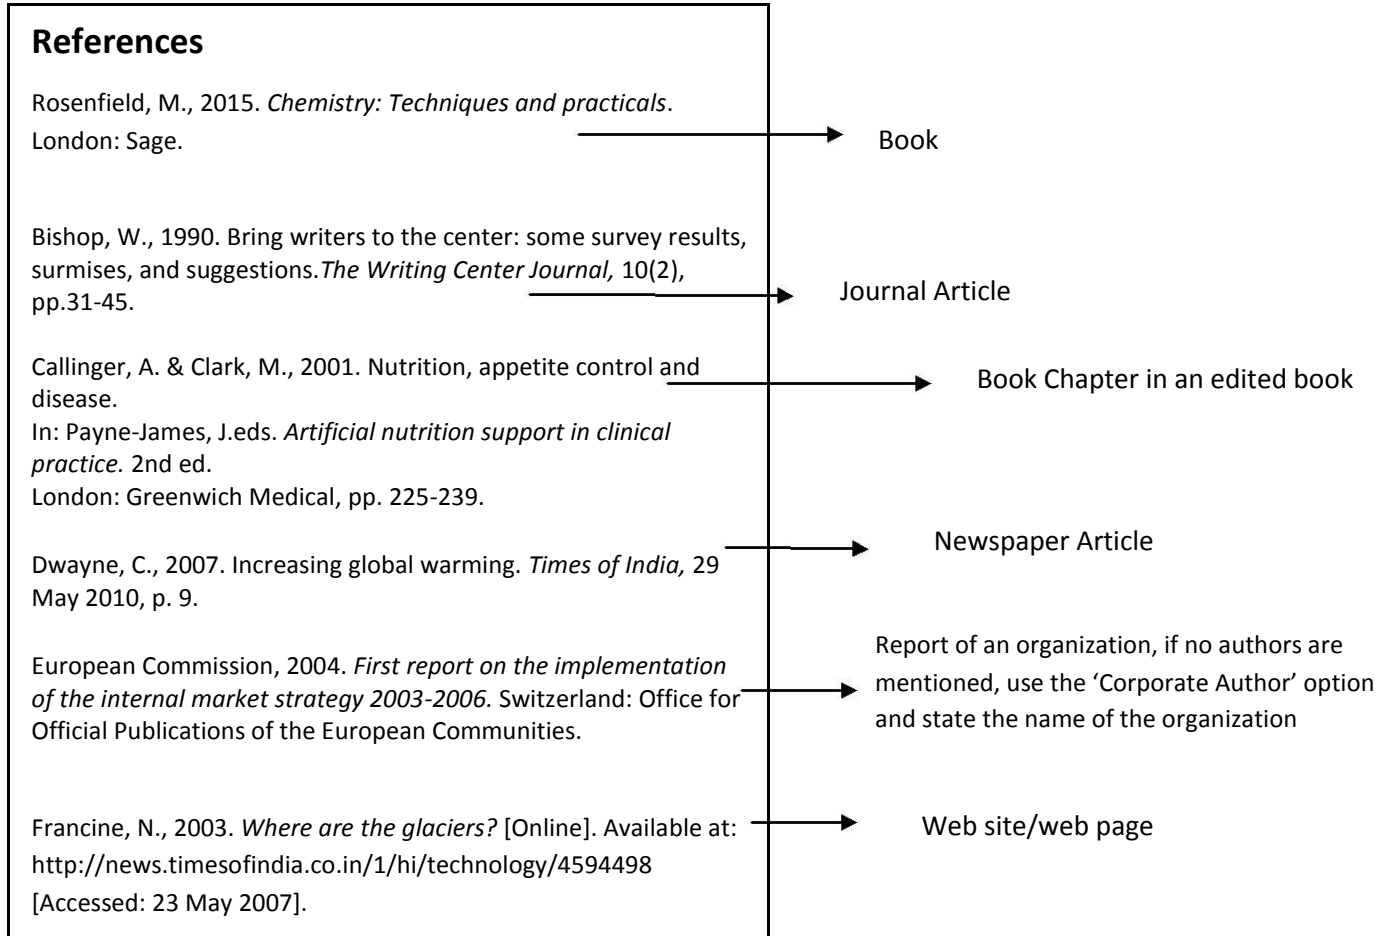 References
Rosenfield, M., 2015. Chemistry: Techniques and practicals.
London: Sage.
Book
Bishop, W., 1990. Bring writers to the center: some survey results,
surmises, and suggestions.The Writing Center Journal, 10(2),
pp.31-45.
Journal Article
Callinger, A. & Clark, M., 2001. Nutrition, appetite control and
disease.
In: Payne-James, J.eds. Artificial nutrition support in clinical
practice. 2nd ed.
London: Greenwich Medical, pp. 225-239.
Book Chapter in an edited book
Dwayne, C., 2007. Increasing global warming. Times of India, 29
May 2010, p. 9.
Newspaper Article
European Commission, 2004. First report on the implementation
of the internal market strategy 2003-2006. Switzerland: Office for
Official Publications of the European Communities.
Report of an organization, if no authors are
mentioned, use the ‘Corporate Author’ option
and state the name of the organization
Francine, N., 2003. Where are the glaciers? [Online]. Available at:
http://news.timesofindia.co.in/1/hi/technology/4594498
[Accessed: 23 May 2007].
Web site/web page